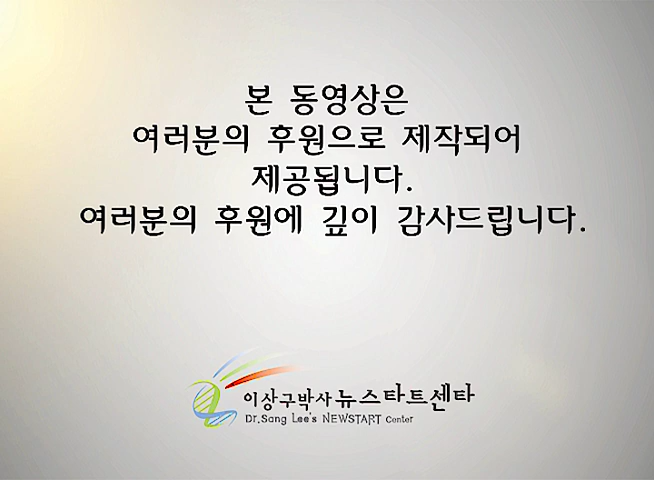 본 동영상은
여러분의 후원으로 제작되어
제공됩니다.
여러분의 후원에 깊이 감사드립니다.
이상구박사 뉴스타트센타
Dr.Sang Lee's NEWSTART Center